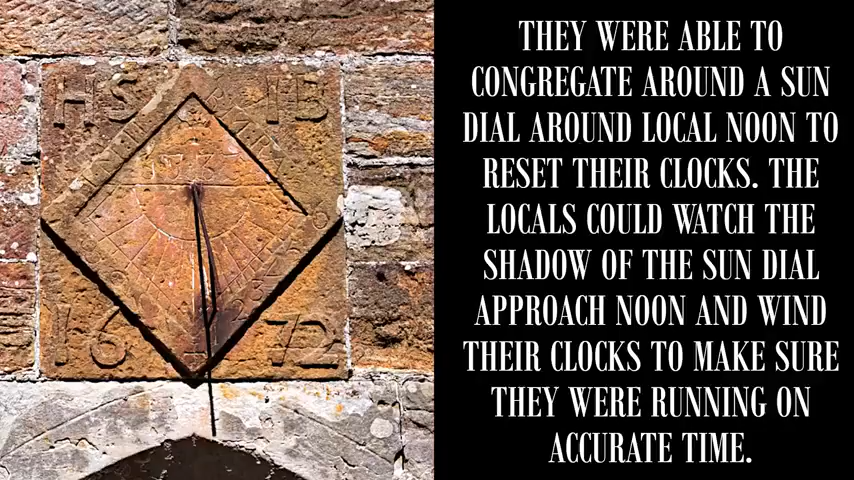 HS IB
16 72
THEY WERE ABLE TO
CONGREGATE AROUND A SUN
DIAL AROUND LOCAL NOON TO
RESET THEIR CLOCKS. THE
LOCALS COULD WATCH THE
SHADOW OF THE SUN DIAL
APPROACH NOON AND WIND
THEIR CLOCKS TO MAKE SURE
THEY WERE RUNNING ON
ACCURATE TIME.